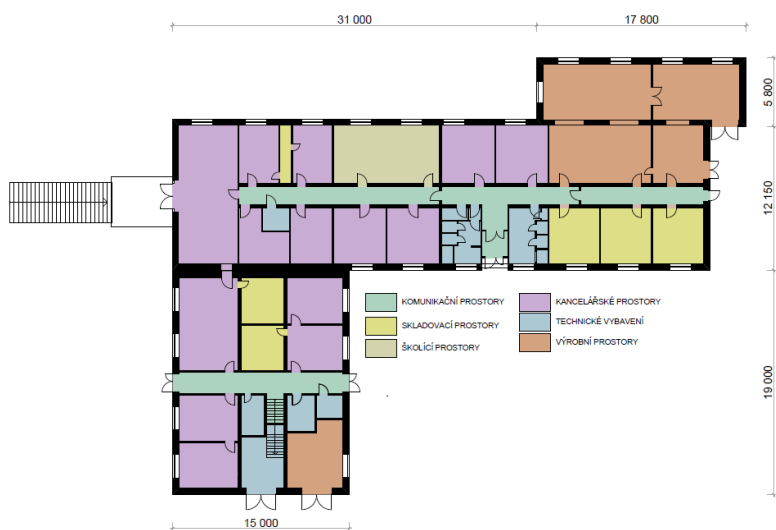 31 000
17 800
5 800
12 150
KOMUNIKAČNÍ PROSTORY
KANCELÁŘSKÉ PROSTORY
SKLADOVACÍ PROSTORY
TECHNICKÉ VYBAVENÍ
ŠKOLÍCÍ PROSTORY
VÝROBNÍ PROSTORY
19 000
15 000